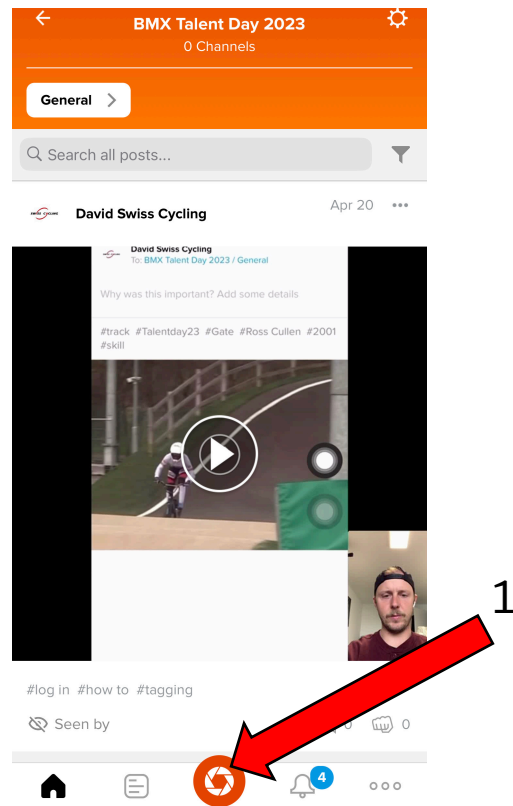 BMX Talent Day 2023
0 Channels
General
Search all posts...
David Swiss Cycling
Apr 20
David Swiss Cycling
To: BMX Talent Day 2023 / General
Why was this important? Add some details
#track #Talentday23 #Gate #Ross Cullen #2001
#skill
1
#log in #how to #tagging
Seen by
0
0
4